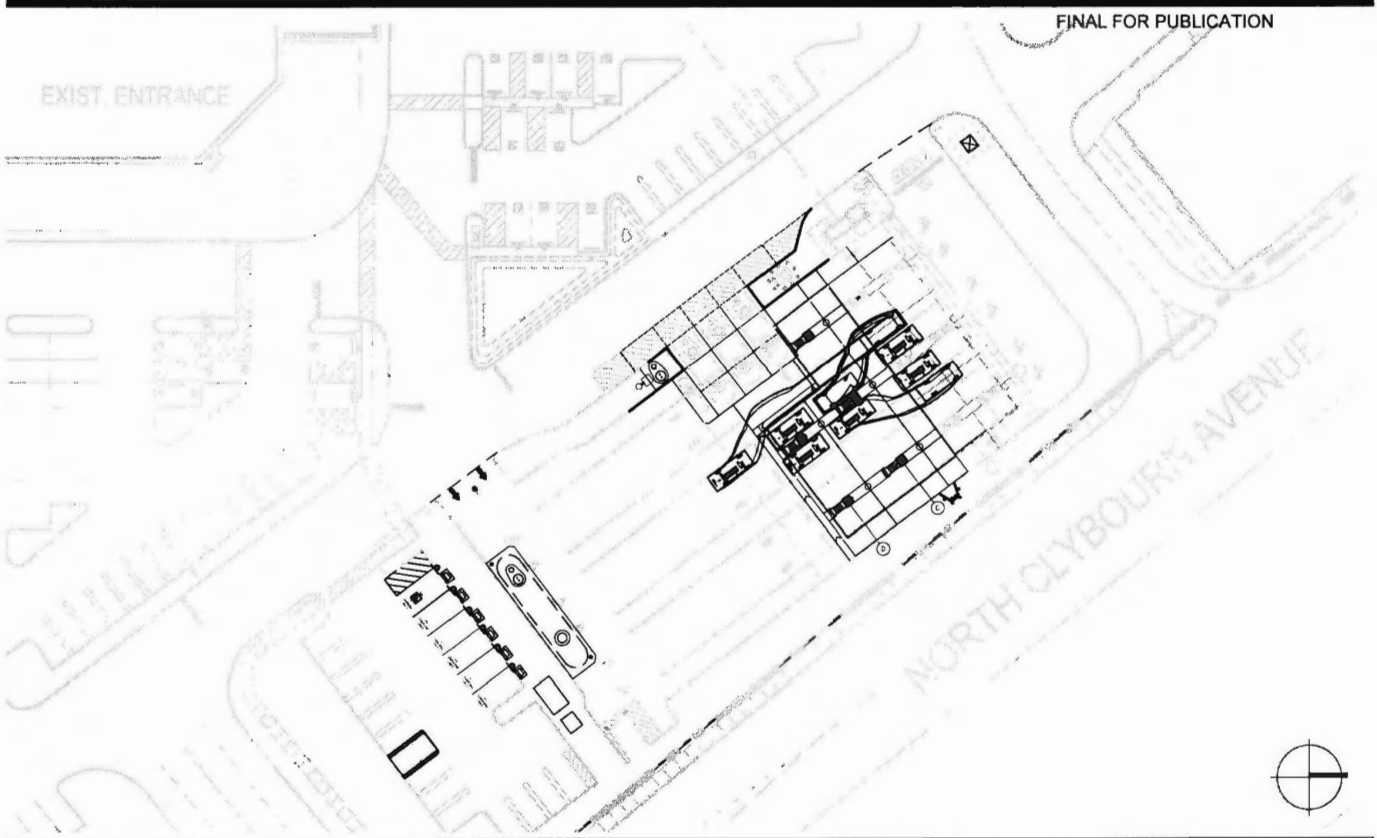 FINAL FOR PUBLICATION
EXIST. ENTRANCE
NORTH CLYBOURN AVENUE
C
D